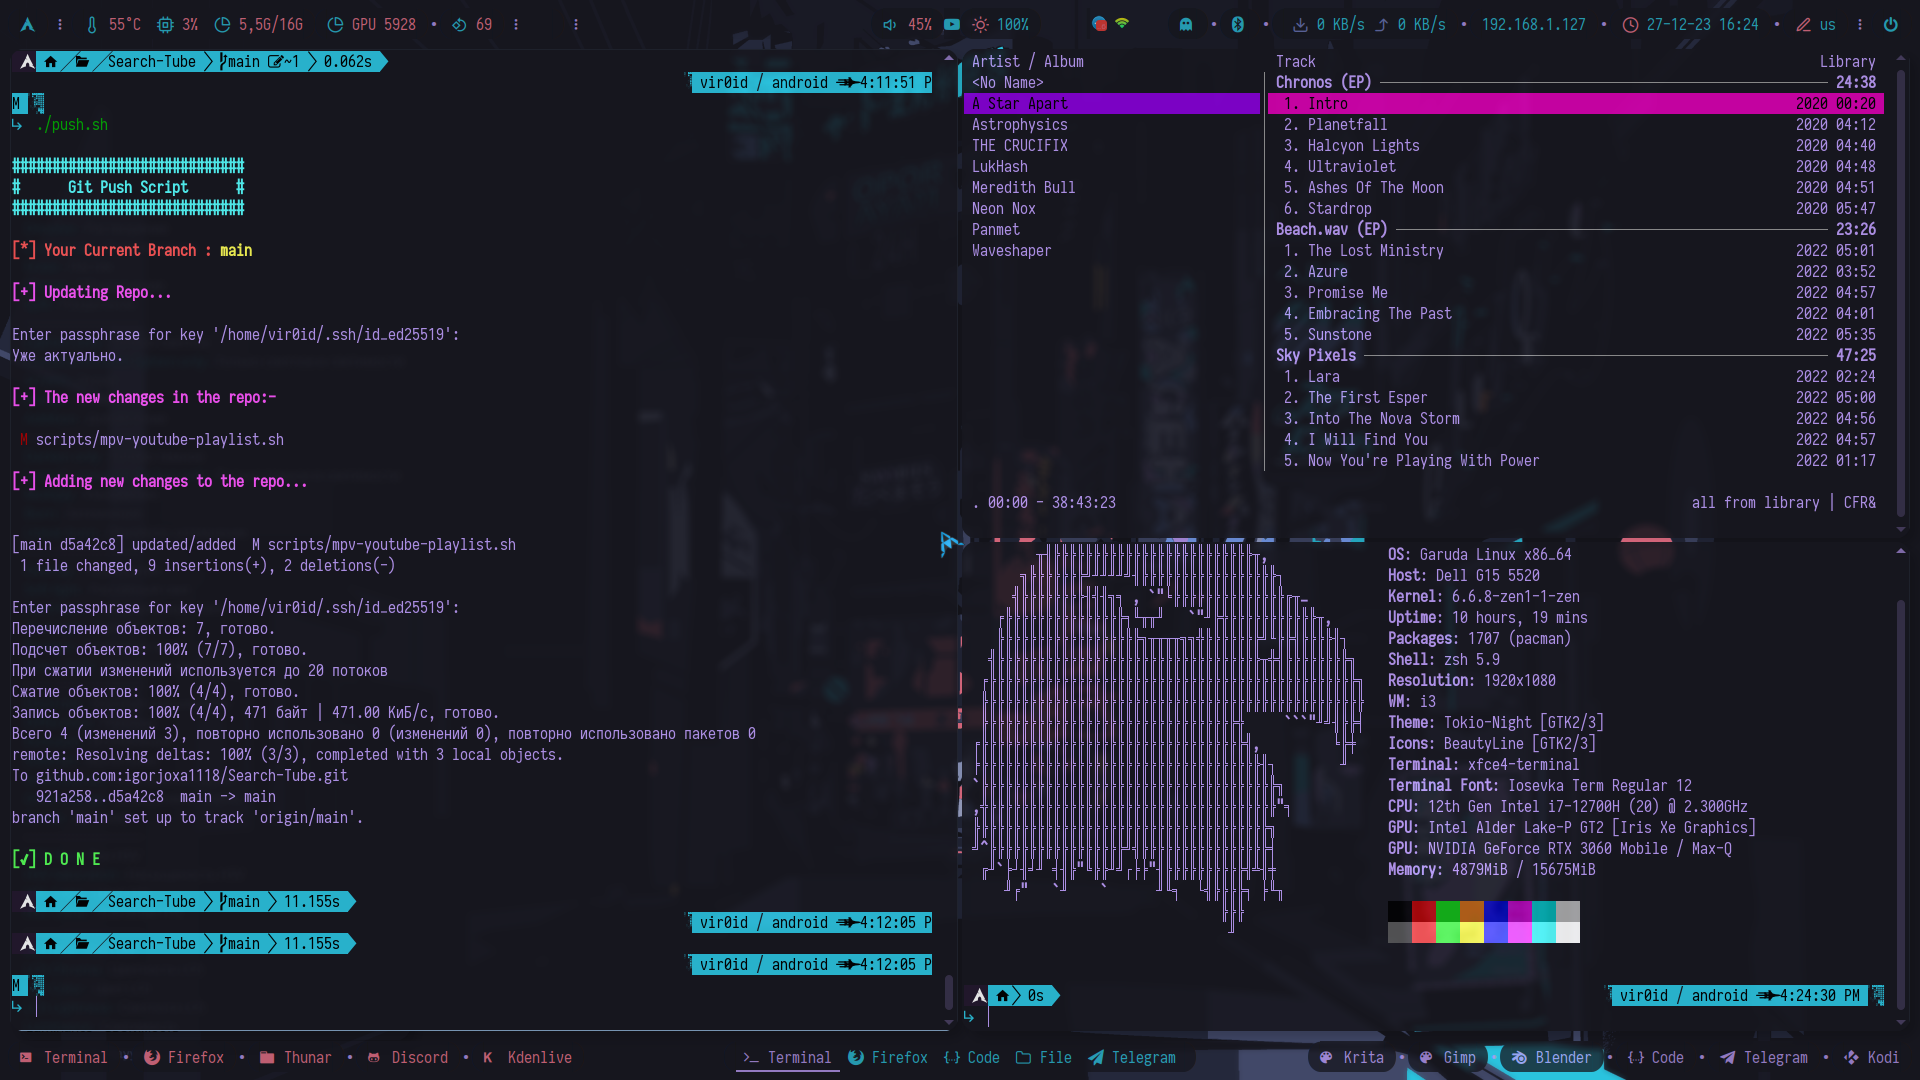 55°C 3% 5,5G/16G GPU 5928 • 69 45% 100% • • 0 KB/s 0 KB/s • 192.168.1.127 • 27-12-23 16:24 • us
Search-Tube main ~1 0.062s
vir0id / android 4:11:51 P
M
./push.sh
#############################
# Git Push Script #
#############################
[*] Your Current Branch : main
[+] Updating Repo...
Enter passphrase for key '/home/vir0id/.ssh/id_ed25519':
Уже актуально.
[+] The new changes in the repo:-
M scripts/mpv-youtube-playlist.sh
[+] Adding new changes to the repo...
[main d5a42c8] updated/added  M scripts/mpv-youtube-playlist.sh
1 file changed, 9 insertions(+), 2 deletions(-)
Enter passphrase for key '/home/vir0id/.ssh/id_ed25519':
Перечисление объектов: 7, готово.
Подсчет объектов: 100% (7/7), готово.
При сжатии изменений используется до 20 потоков
Сжатие объектов: 100% (4/4), готово.
Запись объектов: 100% (4/4), 471 байт | 471.00 КиБ/с, готово.
Всего 4 (изменений 3), повторно использовано 0 (изменений 0), повторно использовано пакетов 0
remote: Resolving deltas: 100% (3/3), completed with 3 local objects.
To github.com:igorjoxa1118/Search-Tube.git
921a258..d5a42c8  main -> main
branch 'main' set up to track 'origin/main'.
[✓] D O N E
Search-Tube main 11.155s
vir0id / android 4:12:05 P
Search-Tube main 11.155s
vir0id / android 4:12:05 P
M
Artist / Album
<No Name>
A Star Apart
Astrophysics
THE CRUCIFIX
LukHash
Meredith Bull
Neon Nox
Panmet
Waveshaper
Track Library
Chronos (EP) 24:38
1. Intro 2020 00:20
2. Planetfall 2020 04:12
3. Halcyon Lights 2020 04:40
4. Ultraviolet 2020 04:48
5. Ashes Of The Moon 2020 04:51
6. Stardrop 2020 05:47
Beach.wav (EP) 23:26
1. The Lost Ministry 2022 05:01
2. Azure 2022 03:52
3. Promise Me 2022 04:57
4. Embracing The Past 2022 04:01
5. Sunstone 2022 05:35
Sky Pixels 47:25
1. Lara 2022 02:24
2. The First Esper 2022 05:00
3. Into The Nova Storm 2022 04:56
4. I Will Find You 2022 04:57
5. Now You're Playing With Power 2022 01:17
. 00:00 - 38:43:23 all from library | CFR&
OS: Garuda Linux x86_64
Host: Dell G15 5520
Kernel: 6.6.8-zen1-1-zen
Uptime: 10 hours, 19 mins
Packages: 1707 (pacman)
Shell: zsh 5.9
Resolution: 1920x1080
WM: i3
Theme: Tokio-Night [GTK2/3]
Icons: BeautyLine [GTK2/3]
Terminal: xfce4-terminal
Terminal Font: Iosevka Term Regular 12
CPU: 12th Gen Intel i7-12700H (20) @ 2.300GHz
GPU: Intel Alder Lake-P GT2 [Iris Xe Graphics]
GPU: NVIDIA GeForce RTX 3060 Mobile / Max-Q
Memory: 4879MiB / 15675MiB
0s
vir0id / android 4:24:30 PM
Terminal • Firefox • Thunar • Discord • Kdenlive Terminal Firefox Code File Telegram Krita • Gimp • Blender • Code • Telegram • Kodi